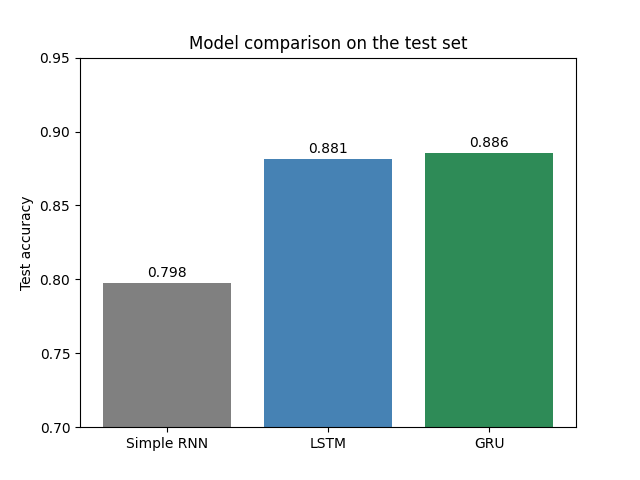 Model comparison on the test set
0.95
0.90
0.85
0.80
0.75
0.70
Test accuracy
0.798
0.881
0.886
Simple RNN
LSTM
GRU